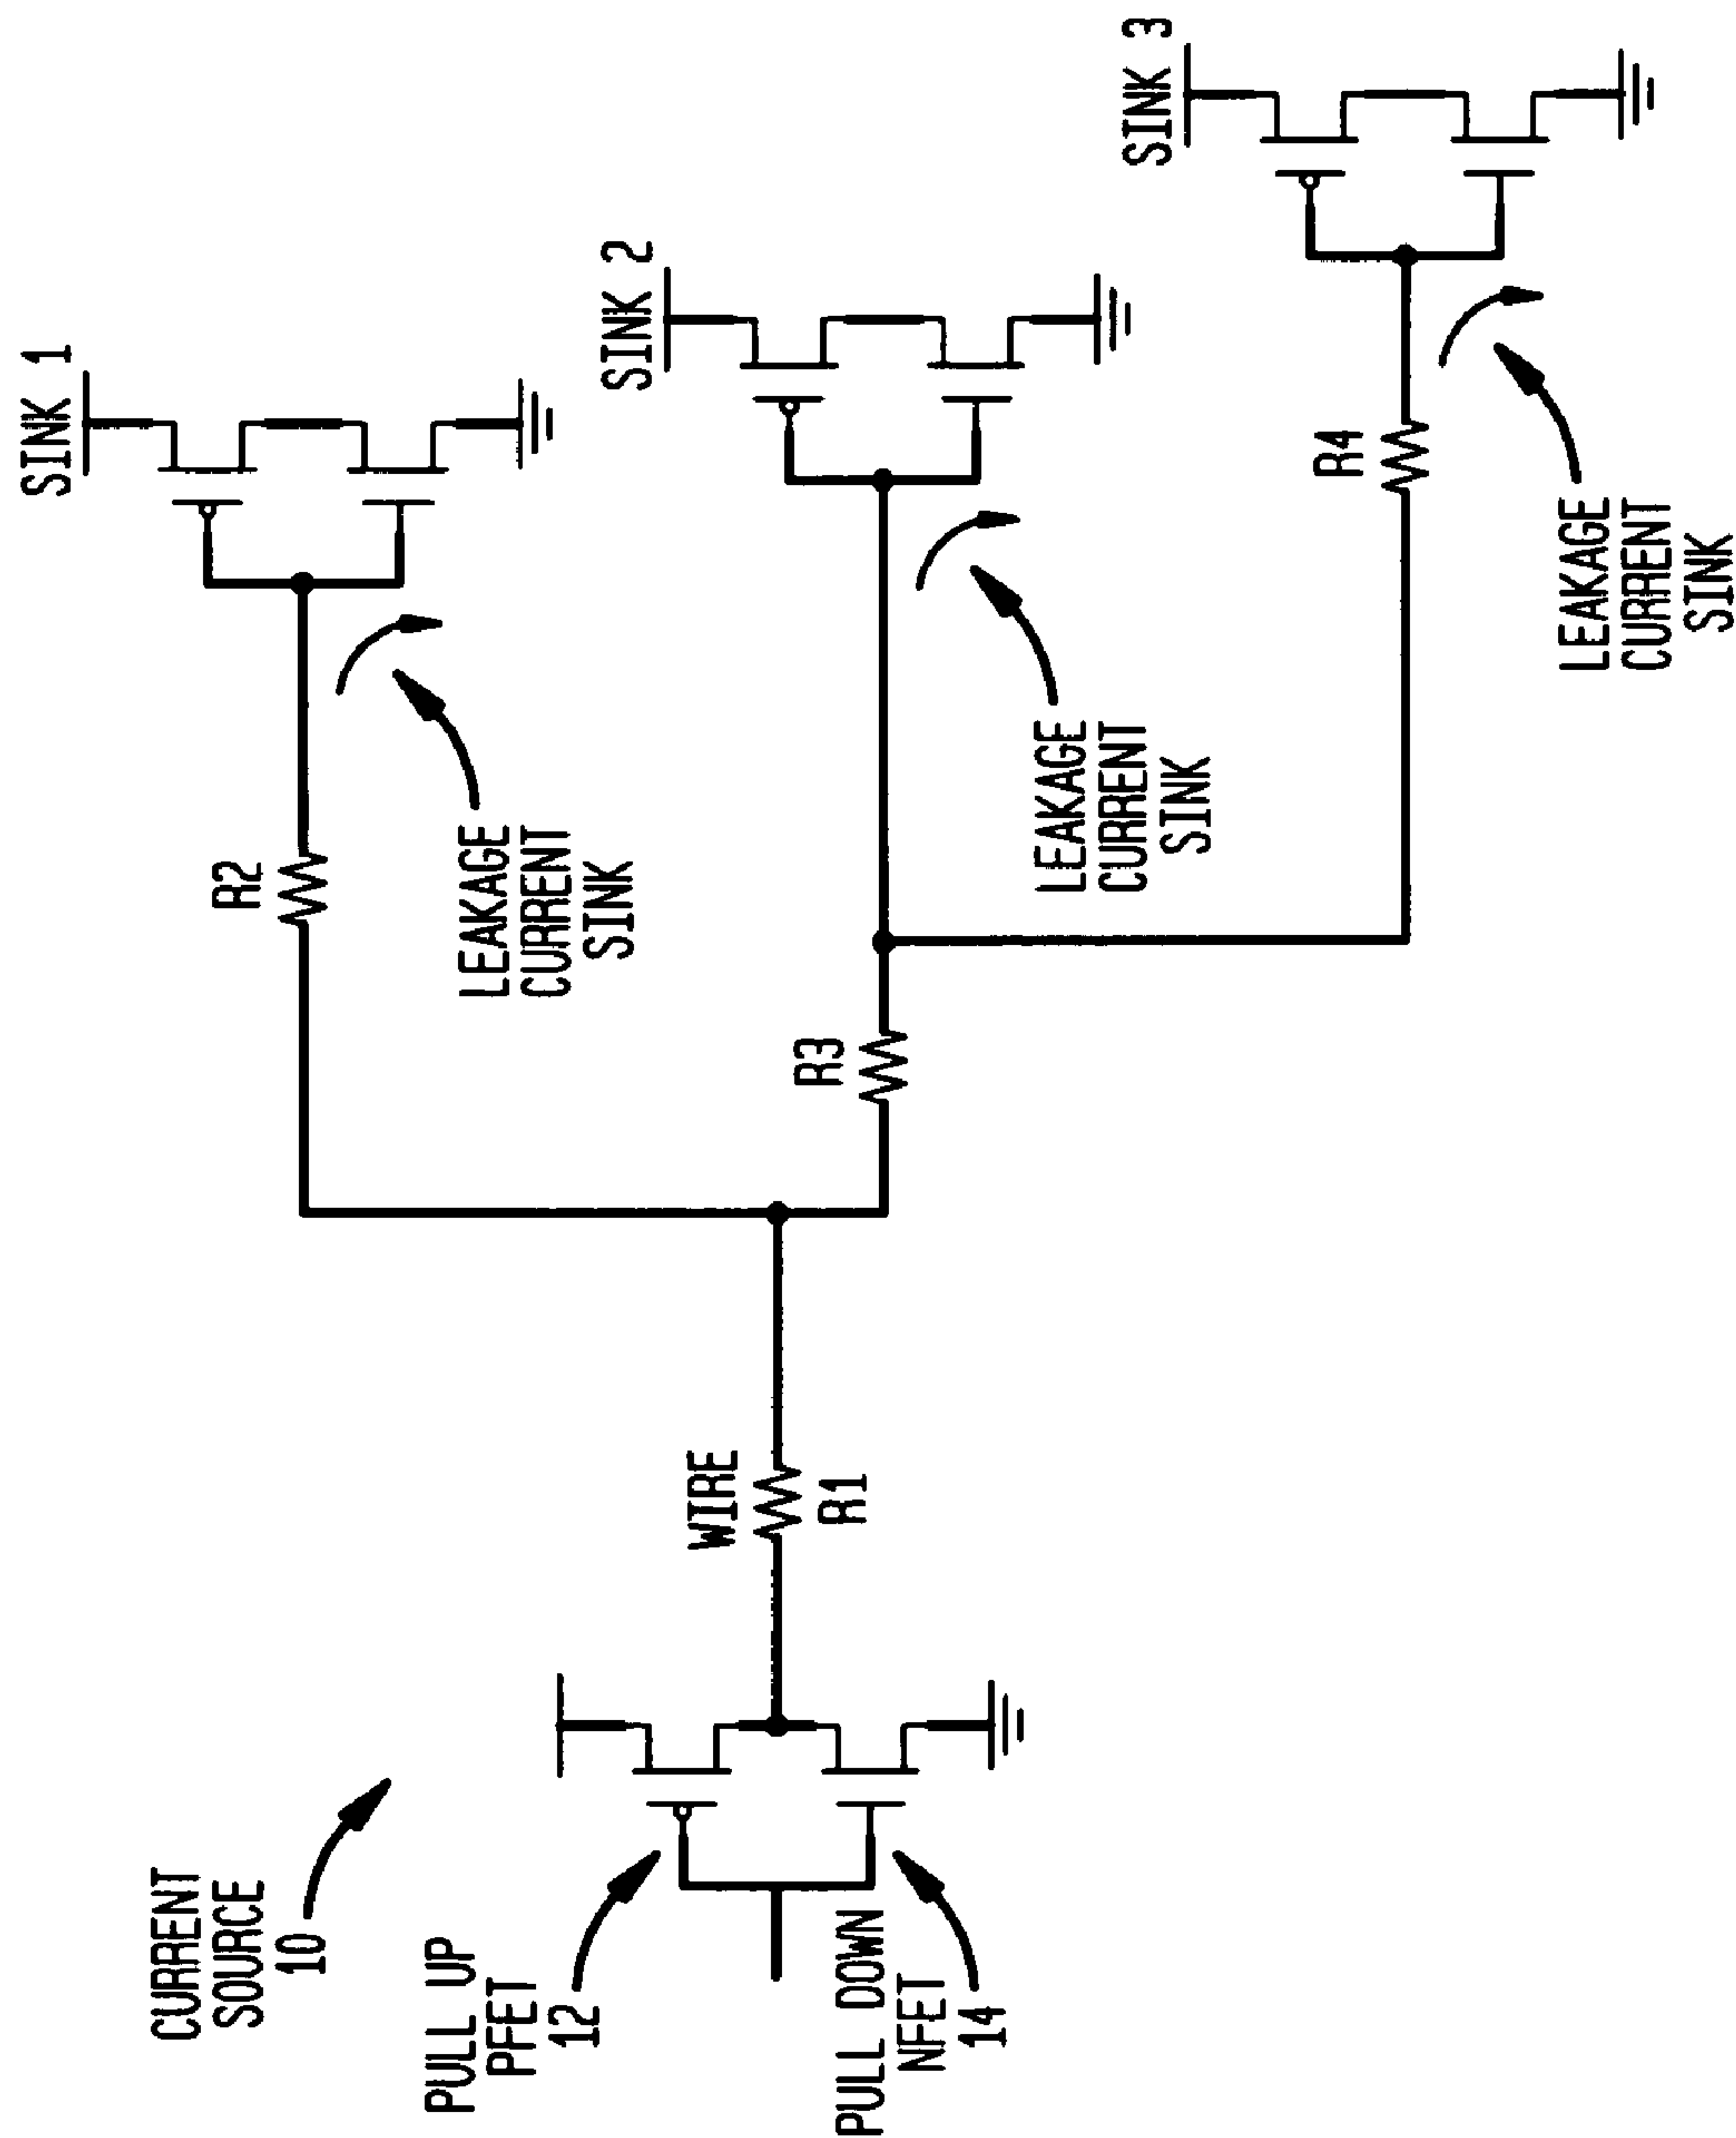 CURRENT
SOURCE
10
PULL UP
PFET
12
PULL DOWN
NFET
14
WIRE
R1
R2
R3
R4
LEAKAGE
CURRENT
SINK
LEAKAGE
CURRENT
SINK
LEAKAGE
CURRENT
SINK
SINK 1
SINK 2
SINK 3